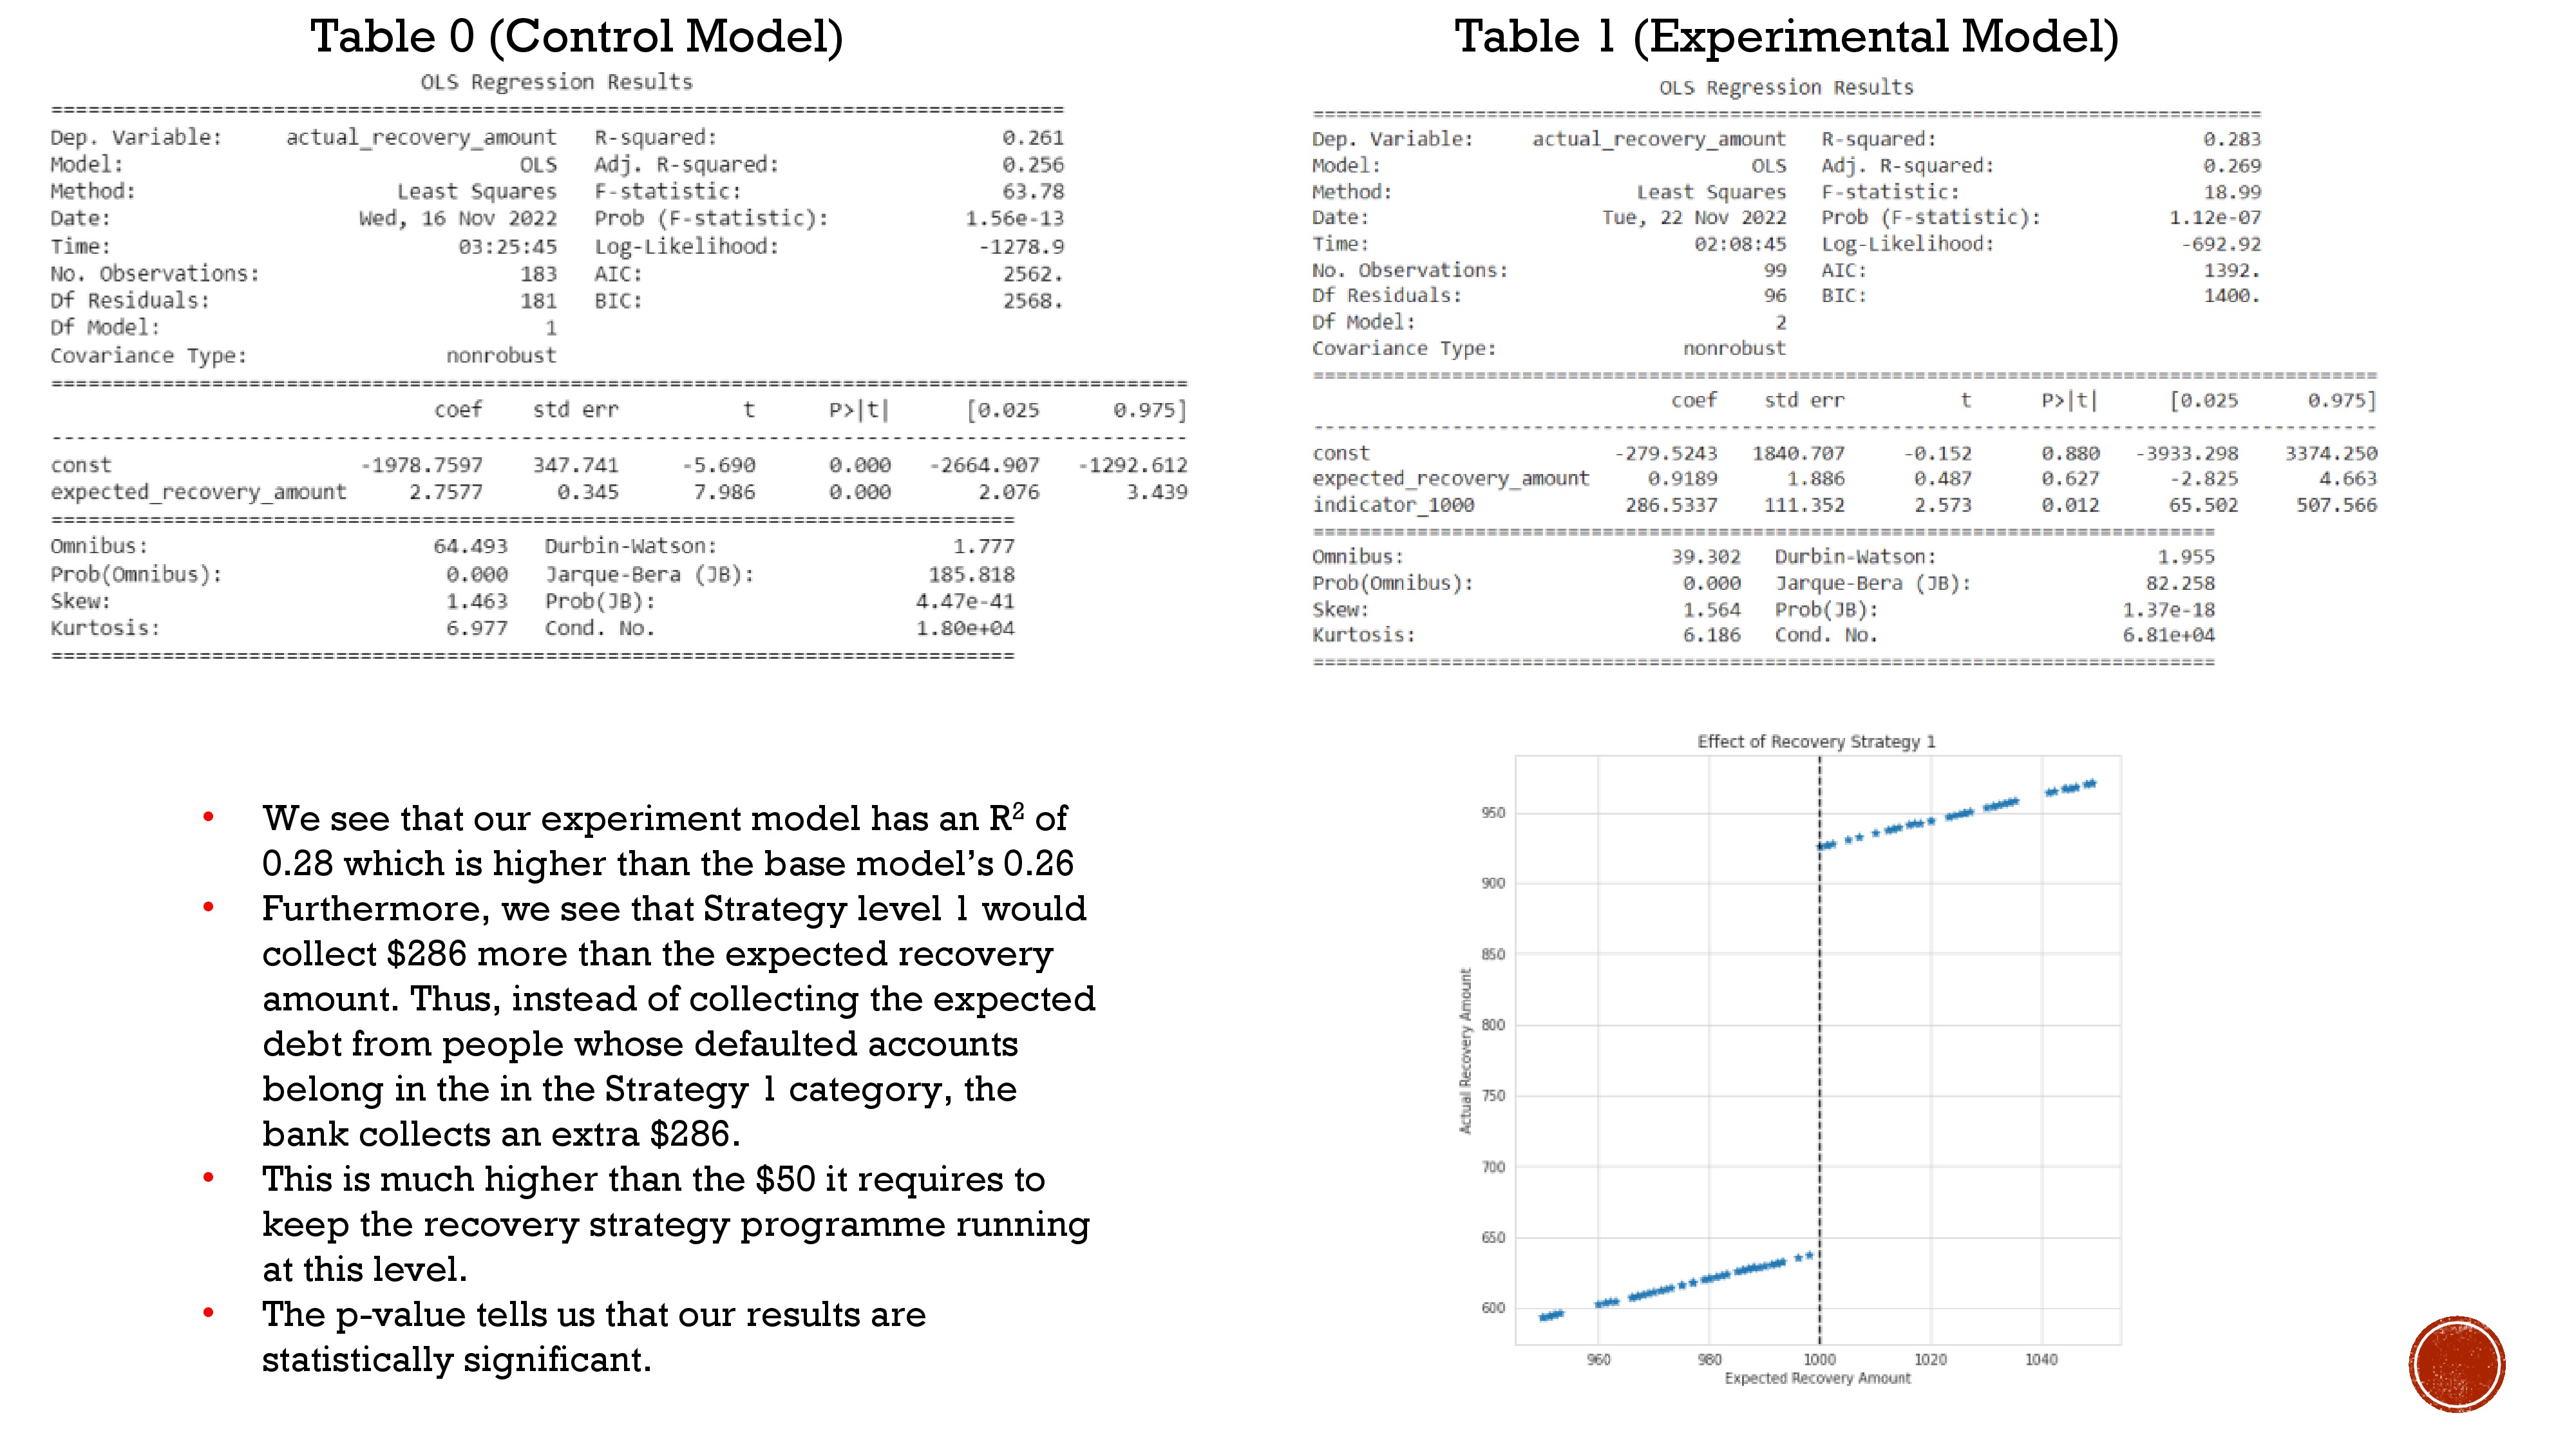 Table 0 (Control Model)
OLS Regression Results
==============================================================================
Dep. Variable: actual_recovery_amount R-squared: 0.261
Model: OLS Adj. R-squared: 0.256
Method: Least Squares F-statistic: 63.78
Date: Wed, 16 Nov 2022 Prob (F-statistic): 1.56e-13
Time: 03:25:45 Log-Likelihood: -1278.9
No. Observations: 183 AIC: 2562.
Df Residuals: 181 BIC: 2568.
Df Model: 1
Covariance Type: nonrobust
==============================================================================
coef std err t P>|t| [0.025 0.975]
------------------------------------------------------------------------------
const -1978.7597 347.741 -5.690 0.000 -2664.907 -1292.612
expected_recovery_amount 2.7577 0.345 7.986 0.000 2.076 3.439
==============================================================================
Omnibus: 64.493 Durbin-Watson: 1.777
Prob(Omnibus): 0.000 Jarque-Bera (JB): 185.818
Skew: 1.463 Prob(JB): 4.47e-41
Kurtosis: 6.977 Cond. No. 1.80e+04
==============================================================================
Table 1 (Experimental Model)
OLS Regression Results
==============================================================================
Dep. Variable: actual_recovery_amount R-squared: 0.283
Model: OLS Adj. R-squared: 0.269
Method: Least Squares F-statistic: 18.99
Date: Tue, 22 Nov 2022 Prob (F-statistic): 1.12e-07
Time: 02:08:45 Log-Likelihood: -692.92
No. Observations: 99 AIC: 1392.
Df Residuals: 96 BIC: 1400.
Df Model: 2
Covariance Type: nonrobust
==============================================================================
coef std err t P>|t| [0.025 0.975]
------------------------------------------------------------------------------
const -279.5243 1840.707 -0.152 0.880 -3933.298 3374.250
expected_recovery_amount 0.9189 1.886 0.487 0.627 -2.825 4.663
indicator_1000 286.5337 111.352 2.573 0.012 65.502 507.566
==============================================================================
Omnibus: 39.302 Durbin-Watson: 1.955
Prob(Omnibus): 0.000 Jarque-Bera (JB): 82.258
Skew: 1.564 Prob(JB): 1.37e-18
Kurtosis: 6.186 Cond. No. 6.81e+04
==============================================================================
• We see that our experiment model has an R² of
0.28 which is higher than the base model’s 0.26
• Furthermore, we see that Strategy level 1 would
collect $286 more than the expected recovery
amount. Thus, instead of collecting the expected
debt from people whose defaulted accounts
belong in the in the Strategy 1 category, the
bank collects an extra $286.
• This is much higher than the $50 it requires to
keep the recovery strategy programme running
at this level.
• The p-value tells us that our results are
statistically significant.
Effect of Recovery Strategy 1
Actual Recovery Amount
950
900
850
800
750
700
650
600
960 980 1000 1020 1040
Expected Recovery Amount